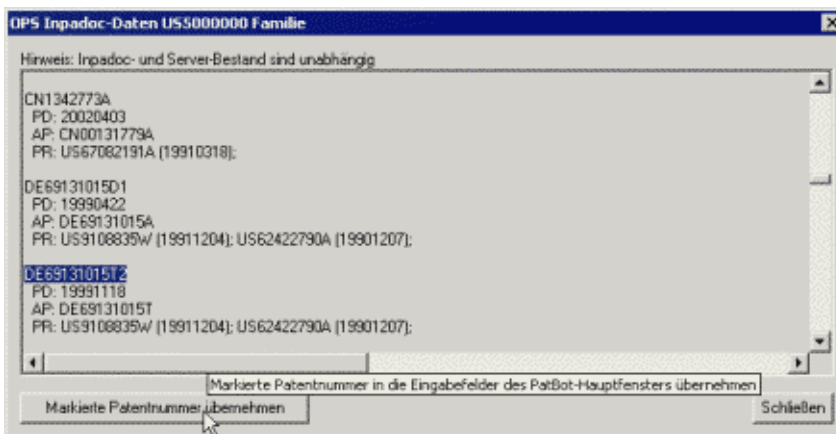 OPS Inpadoc-Daten US5000000 Familie
Hinweis: Inpadoc- und Server-Bestand sind unabhängig
CN1342773A
PD: 20020403
AP: CN00131779A
PR: US67082191A (19910318);
DE69131015D1
PD: 19990422
AP: DE69131015A
PR: US9108835W (19911204); US62422790A (19901207);
DE69131015T2
PD: 19991118
AP: DE69131015T
PR: US9108835W (19911204); US62422790A (19901207);
Markierte Patentnummer in die Eingabefelder des PatBot-Hauptfensters übernehmen
Markierte Patentnummer übernehmen
Schließen